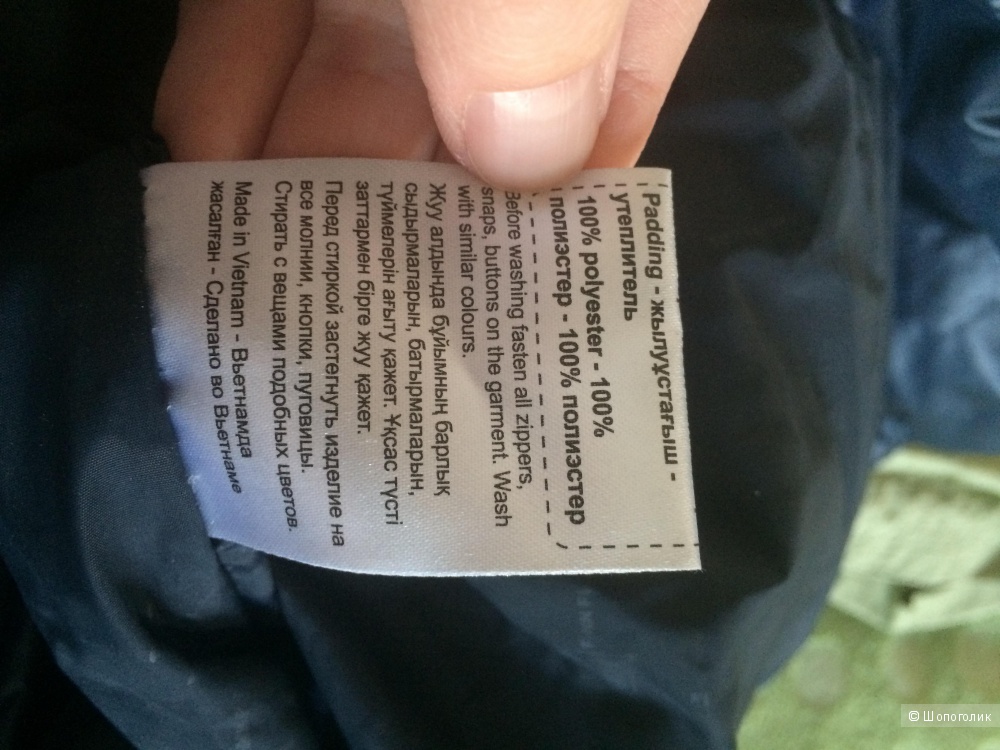 Padding - жылұстағыш -
утеплитель
100% polyester - 100%
полиэстер - 100% полиэстер
Before washing fasten all zippers,
snaps, buttons on the garment. Wash
with similar colours.
Жуу алдында бұйымның барлық
сыдырмаларын, батырмаларын,
түймелерін ағыту қажет. Ұқсас түсті
заттармен бірге жуу қажет.
Перед стиркой застегнуть изделие на
все молнии, кнопки, пуговицы.
Стирать с вещами подобных цветов.
Made in Vietnam - Вьетнамда
жасалған - Сделано во Вьетнаме
© Шопоголик